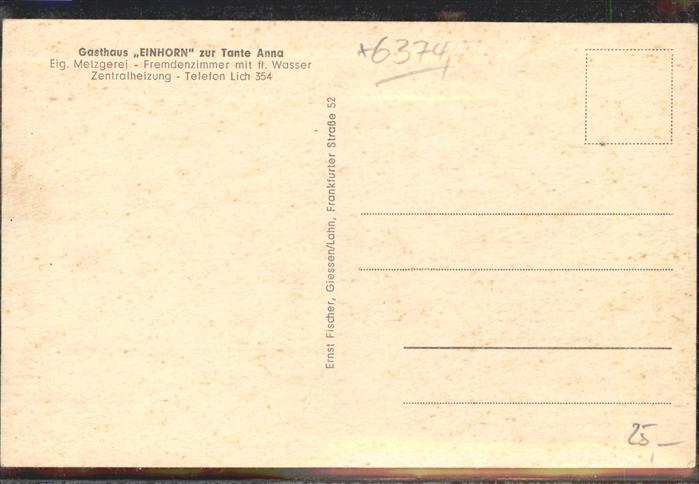 Gasthaus „EINHORN" zur Tante Anna
Eig. Metzgerei - Fremdenzimmer mit fl. Wasser
Zentralheizung - Telefon Lich 354
*6374
Ernst Fischer, Giessen/Lahn, Frankfurter Straße 52
25,—